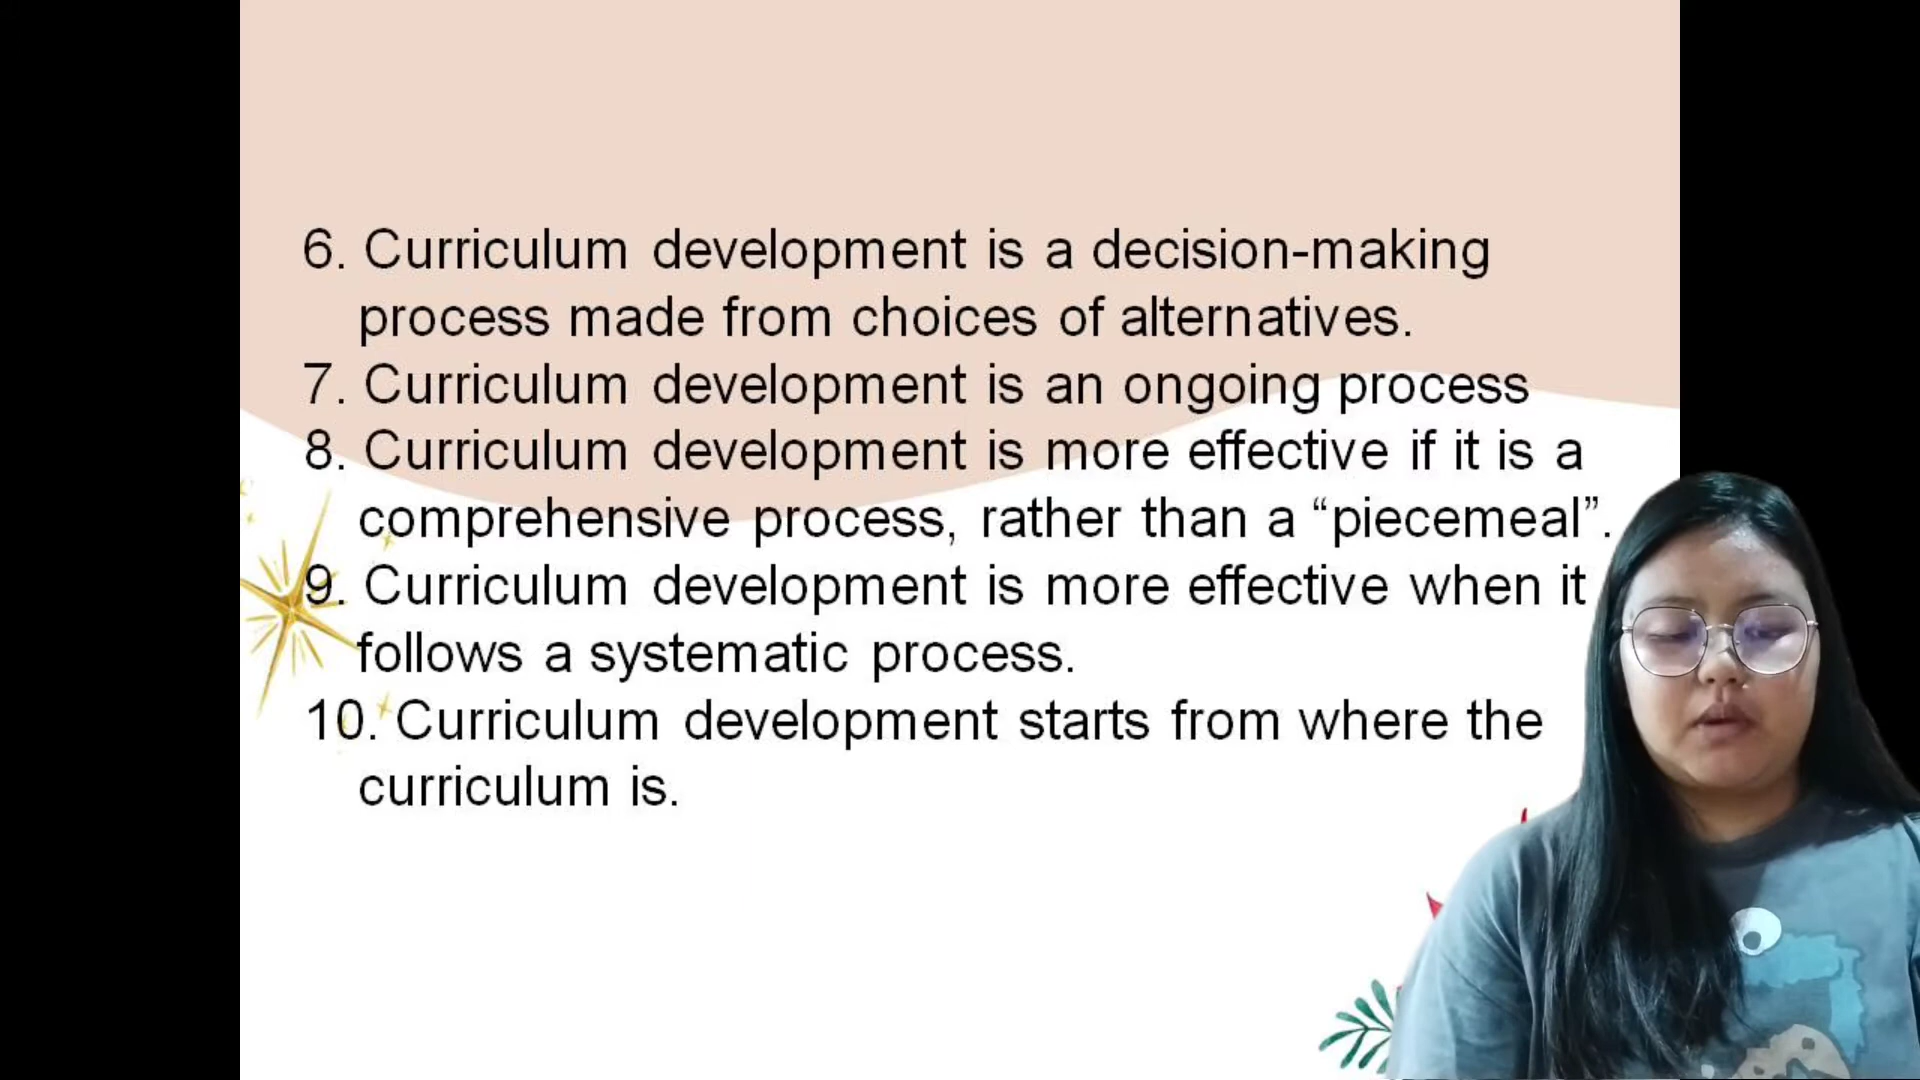 6. Curriculum development is a decision-making
process made from choices of alternatives.
7. Curriculum development is an ongoing process
8. Curriculum development is more effective if it is a
comprehensive process, rather than a “piecemeal”.
9. Curriculum development is more effective when it
follows a systematic process.
10. Curriculum development starts from where the
curriculum is.